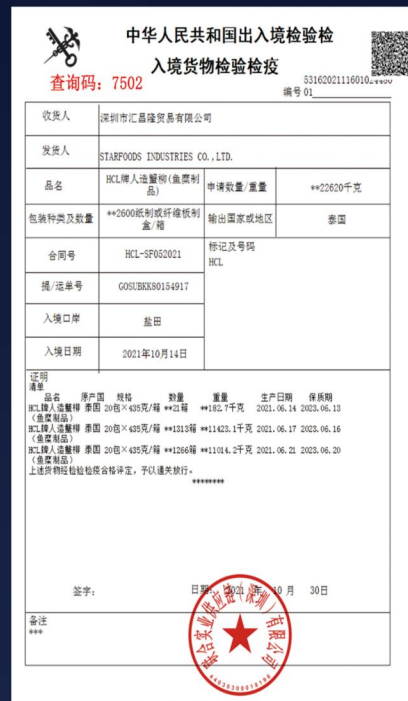 中华人民共和国出入境检验检
入境货物检验检疫
查询码：7502
编号 01
收货人 深圳市汇昌隆贸易有限公司
发货人 STARFOODS INDUSTRIES CO.,LTD.
品名 HCL牌人造蟹柳(鱼糜制品) 申请数量/重量 **22620千克
包装种类及数量 **2600纸制或纤维板制盒/箱 输出国家或地区 泰国
合同号 HCL-SF052021 标记及号码
HCL
提/运单号 GOSUBKK80154917
入境口岸 盐田
入境日期 2021年10月14日
证明
清单
品名 原产国 规格 数量 重量 生产日期 保质期
HCL牌人造蟹柳 泰国 20包×435克/箱 **21箱 **182.7千克 2021.06.14 2023.06.13
（鱼糜制品）
HCL牌人造蟹柳 泰国 20包×435克/箱 **1313箱 **11423.1千克 2021.06.17 2023.06.16
（鱼糜制品）
HCL牌人造蟹柳 泰国 20包×435克/箱 **1266箱 **11014.2千克 2021.06.21 2023.06.20
（鱼糜制品）
上述货物经检验检疫合格评定，予以通关放行。
********
签字： 日期：2021 年 10 月 30日
备注
***
实业供应链（深圳）有限公司